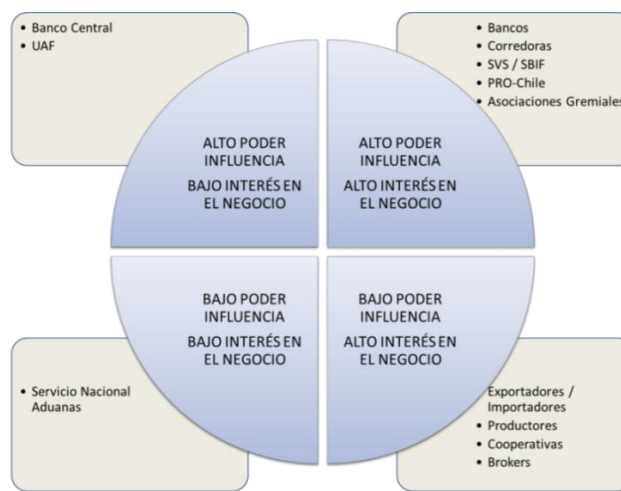 • Banco Central
• UAF
• Bancos
• Corredoras
• SVS / SBIF
• PRO-Chile
• Asociaciones Gremiales
ALTO PODER
INFLUENCIA
BAJO INTERÉS EN
EL NEGOCIO
ALTO PODER
INFLUENCIA
ALTO INTERÉS EN
EL NEGOCIO
BAJO PODER
INFLUENCIA
BAJO INTERÉS EN
EL NEGOCIO
BAJO PODER
INFLUENCIA
ALTO INTERÉS EN
EL NEGOCIO
• Servicio Nacional
Aduanas
Exportadores /
Importadores
• Productores
• Cooperativas
• Brokers